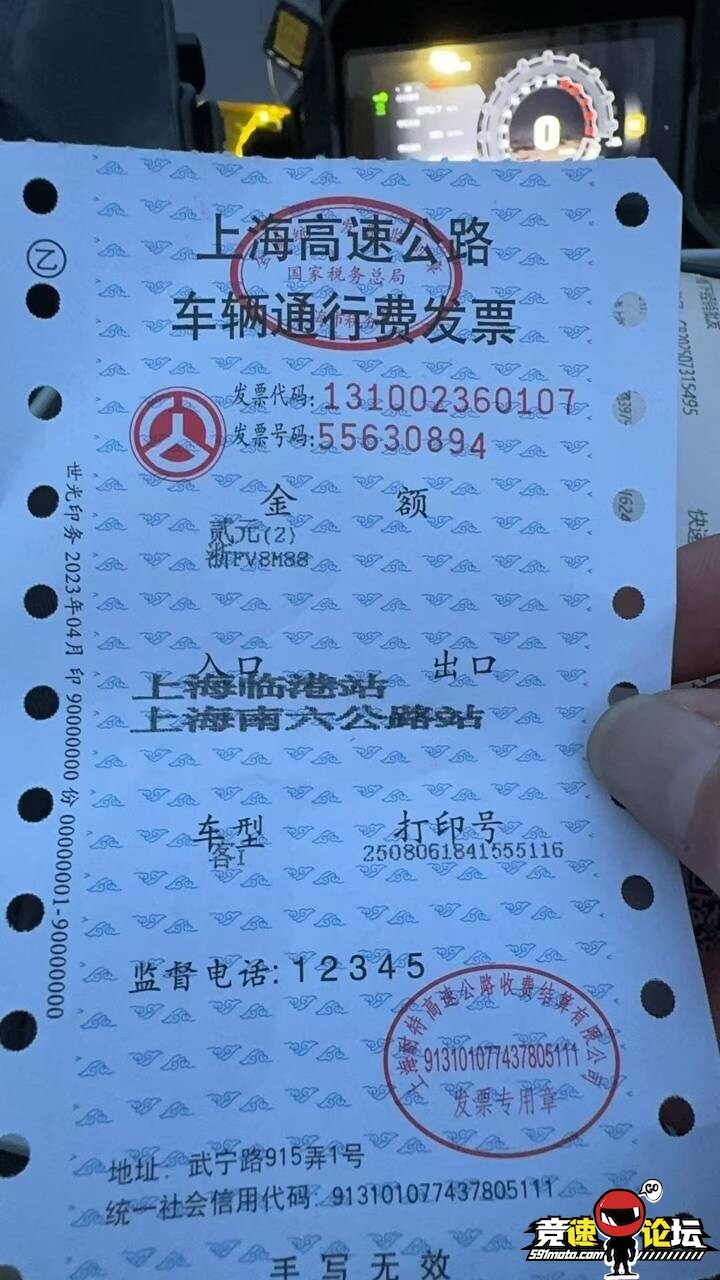 0
上海高速公路
国家税务总局
车辆通行费发票
发票代码:131002360107
发票号码:55630894
金 额
贰元(2)
浙FV8M88
入口 出口
上海临港站
上海南六公路站
车型 打印号
客I 2508061841555116
监督电话:12345
上海耐特高速公路收费结算有限公司
913101077437805111
发票专用章
地址: 武宁路915弄1号
统一社会信用代码: 913101077437805111
手写无效
世光印务 2023年04月 印 90000000 份 00000001-90000000
GO
竞速论坛
591moto.com